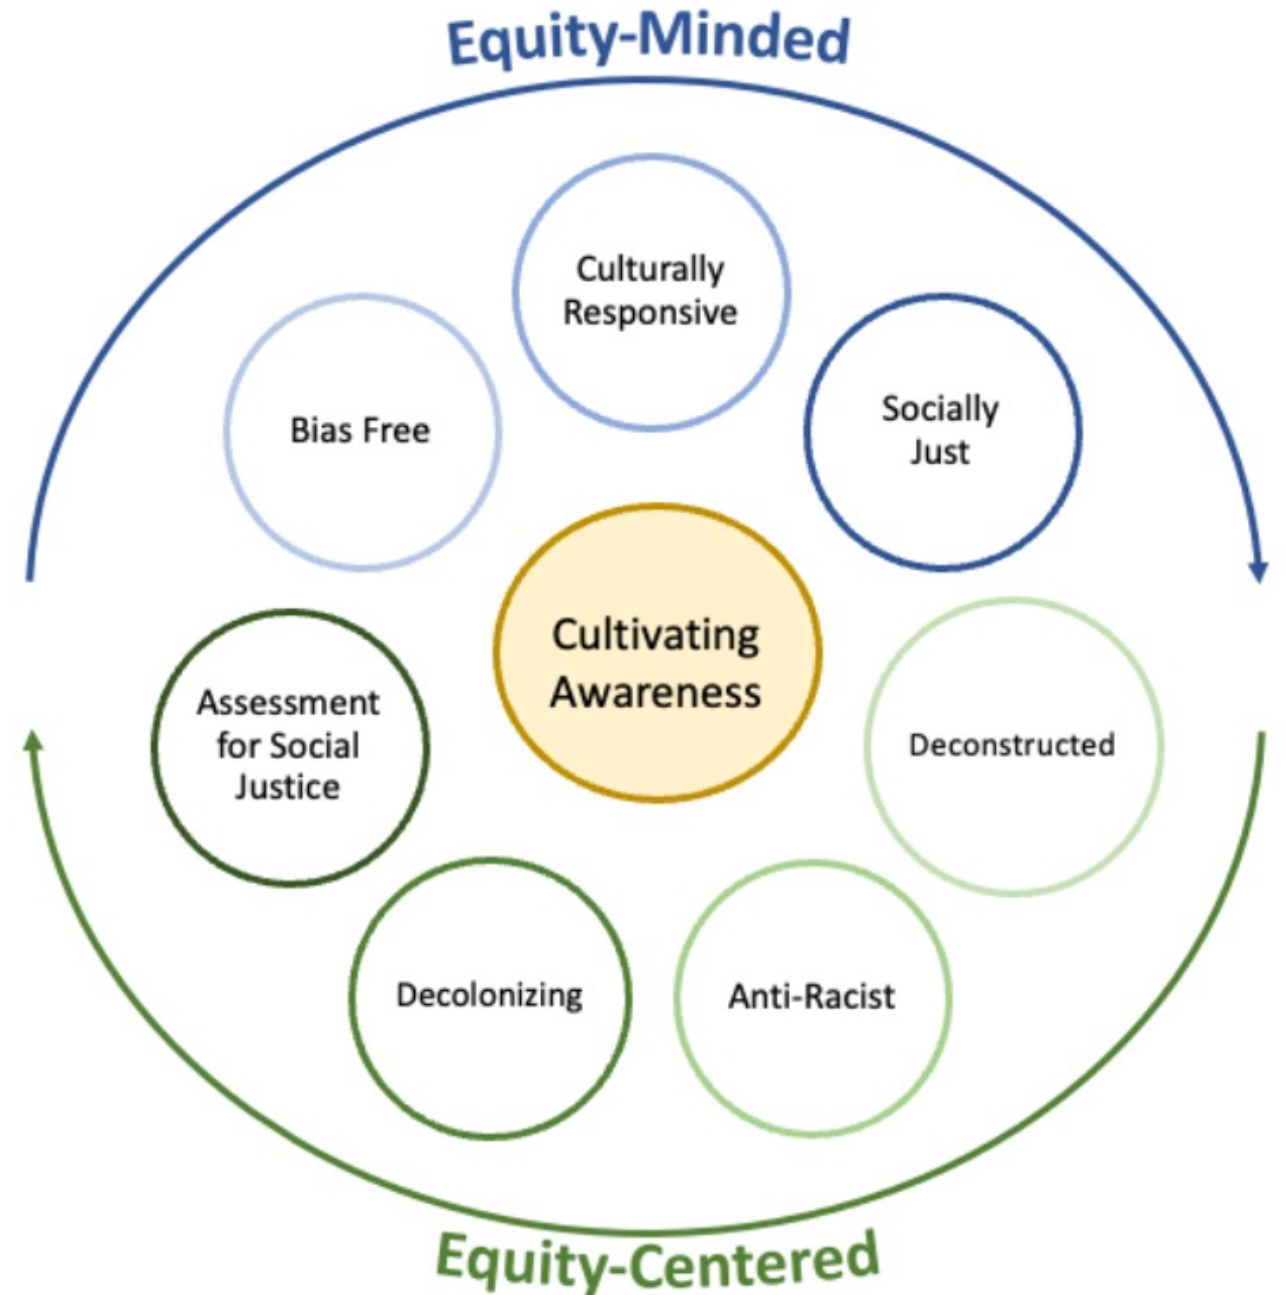 Equity-Minded
Culturally
Responsive
Bias Free
Socially
Just
Cultivating
Awareness
Assessment
for Social
Justice
Deconstructed
Decolonizing
Anti-Racist
Equity-Centered